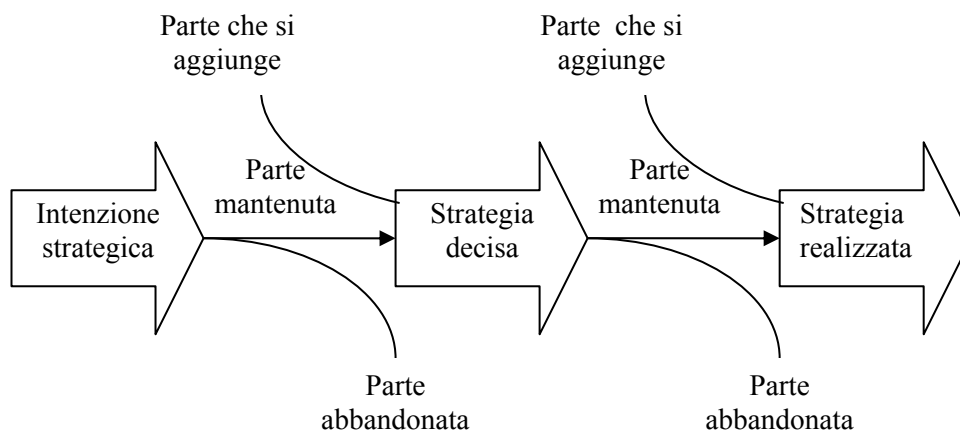 Parte che si
aggiunge
Parte che si
aggiunge
Intenzione
strategica
Parte
mantenuta
Strategia
decisa
Parte
mantenuta
Strategia
realizzata
Parte
abbandonata
Parte
abbandonata